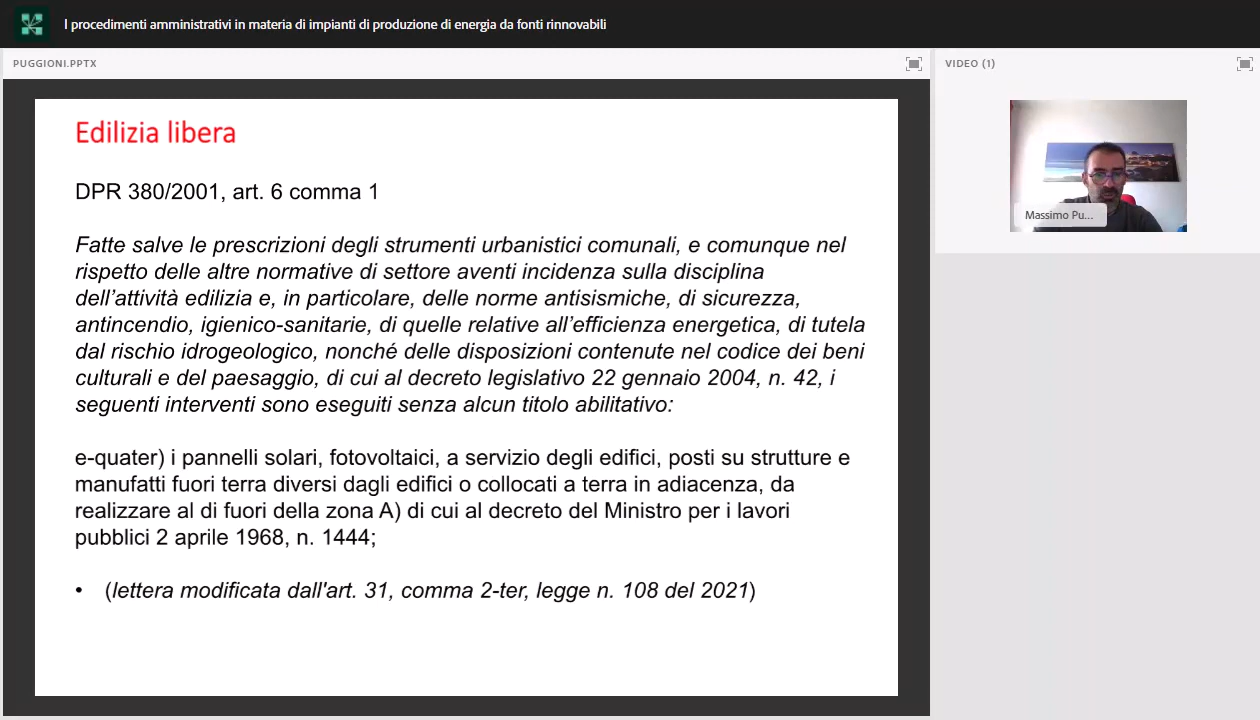 I procedimenti amministrativi in materia di impianti di produzione di energia da fonti rinnovabili
PUGGIONI.PPTX
VIDEO (1)
Edilizia libera
DPR 380/2001, art. 6 comma 1
Fatte salve le prescrizioni degli strumenti urbanistici comunali, e comunque nel
rispetto delle altre normative di settore aventi incidenza sulla disciplina
dell’attività edilizia e, in particolare, delle norme antisismiche, di sicurezza,
antincendio, igienico-sanitarie, di quelle relative all’efficienza energetica, di tutela
dal rischio idrogeologico, nonché delle disposizioni contenute nel codice dei beni
culturali e del paesaggio, di cui al decreto legislativo 22 gennaio 2004, n. 42, i
seguenti interventi sono eseguiti senza alcun titolo abilitativo:
e-quater) i pannelli solari, fotovoltaici, a servizio degli edifici, posti su strutture e
manufatti fuori terra diversi dagli edifici o collocati a terra in adiacenza, da
realizzare al di fuori della zona A) di cui al decreto del Ministro per i lavori
pubblici 2 aprile 1968, n. 1444;
• (lettera modificata dall'art. 31, comma 2-ter, legge n. 108 del 2021)
Massimo Pu...